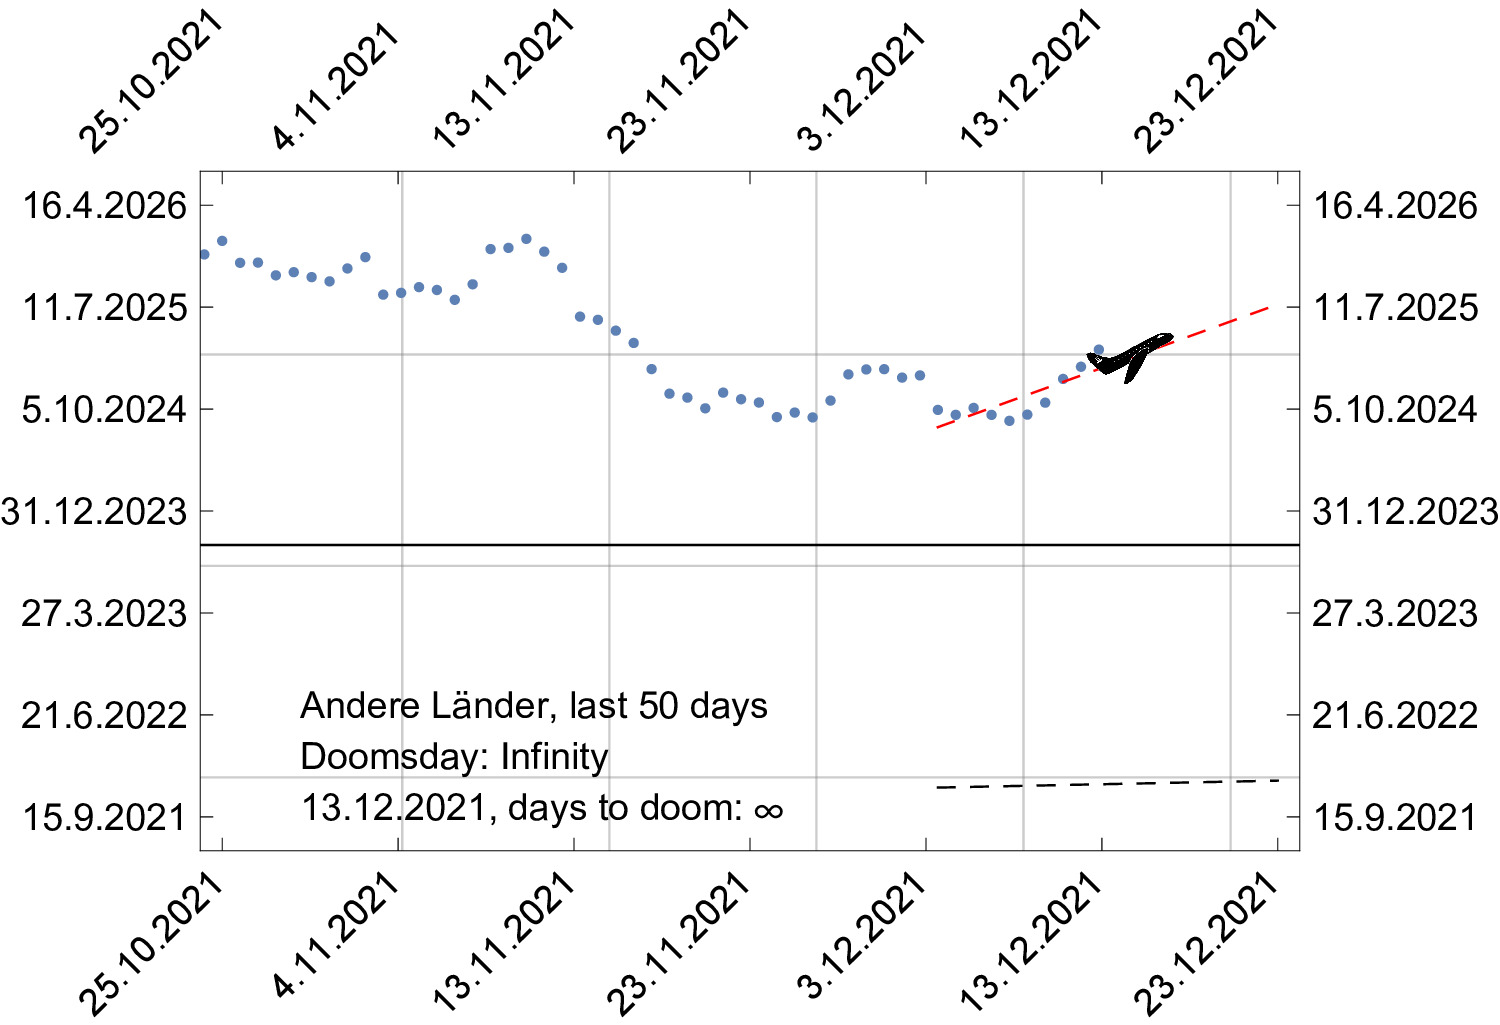 25.10.2021 4.11.2021 13.11.2021 23.11.2021 3.12.2021 13.12.2021 23.12.2021
16.4.2026 16.4.2026
11.7.2025 11.7.2025
5.10.2024 5.10.2024
31.12.2023 31.12.2023
27.3.2023 27.3.2023
Andere Länder, last 50 days
21.6.2022 21.6.2022
Doomsday: Infinity
13.12.2021, days to doom: ∞
15.9.2021 15.9.2021
25.10.2021 4.11.2021 13.11.2021 23.11.2021 3.12.2021 13.12.2021 23.12.2021